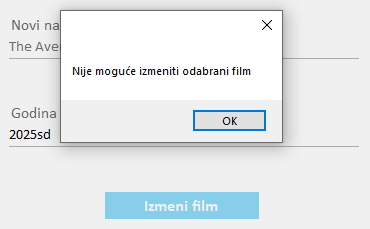 Novi na
The Ave
Nije moguće izmeniti odabrani film
OK
Godina
2025sd
Izmeni film